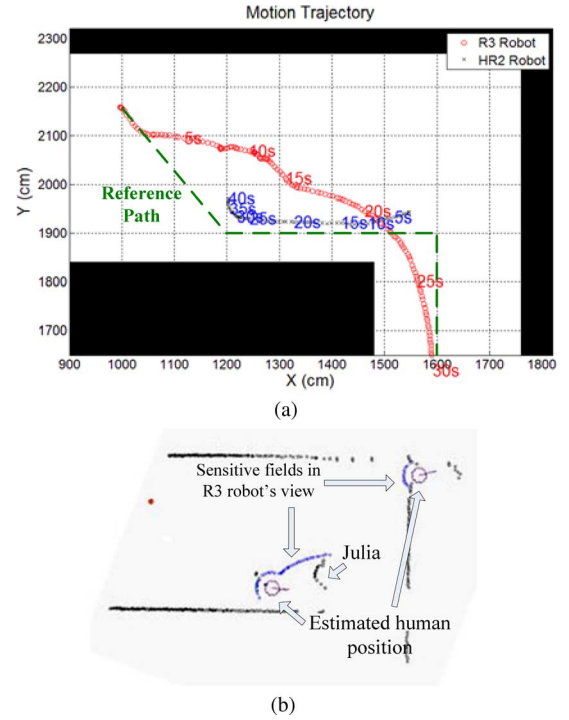 Motion Trajectory
2300
2200
2100
2000
1900
1800
1700
Y (cm)
R3 Robot
HR2 Robot
5s
10s
15s
20s
25s
30s
40s
35s
30s
25s
20s
15s
10s
5s
Reference
Path
900 1000 1100 1200 1300 1400 1500 1600 1700 1800
X (cm)
(a)
Sensitive fields in
R3 robot's view
Julia
Estimated human
position
(b)